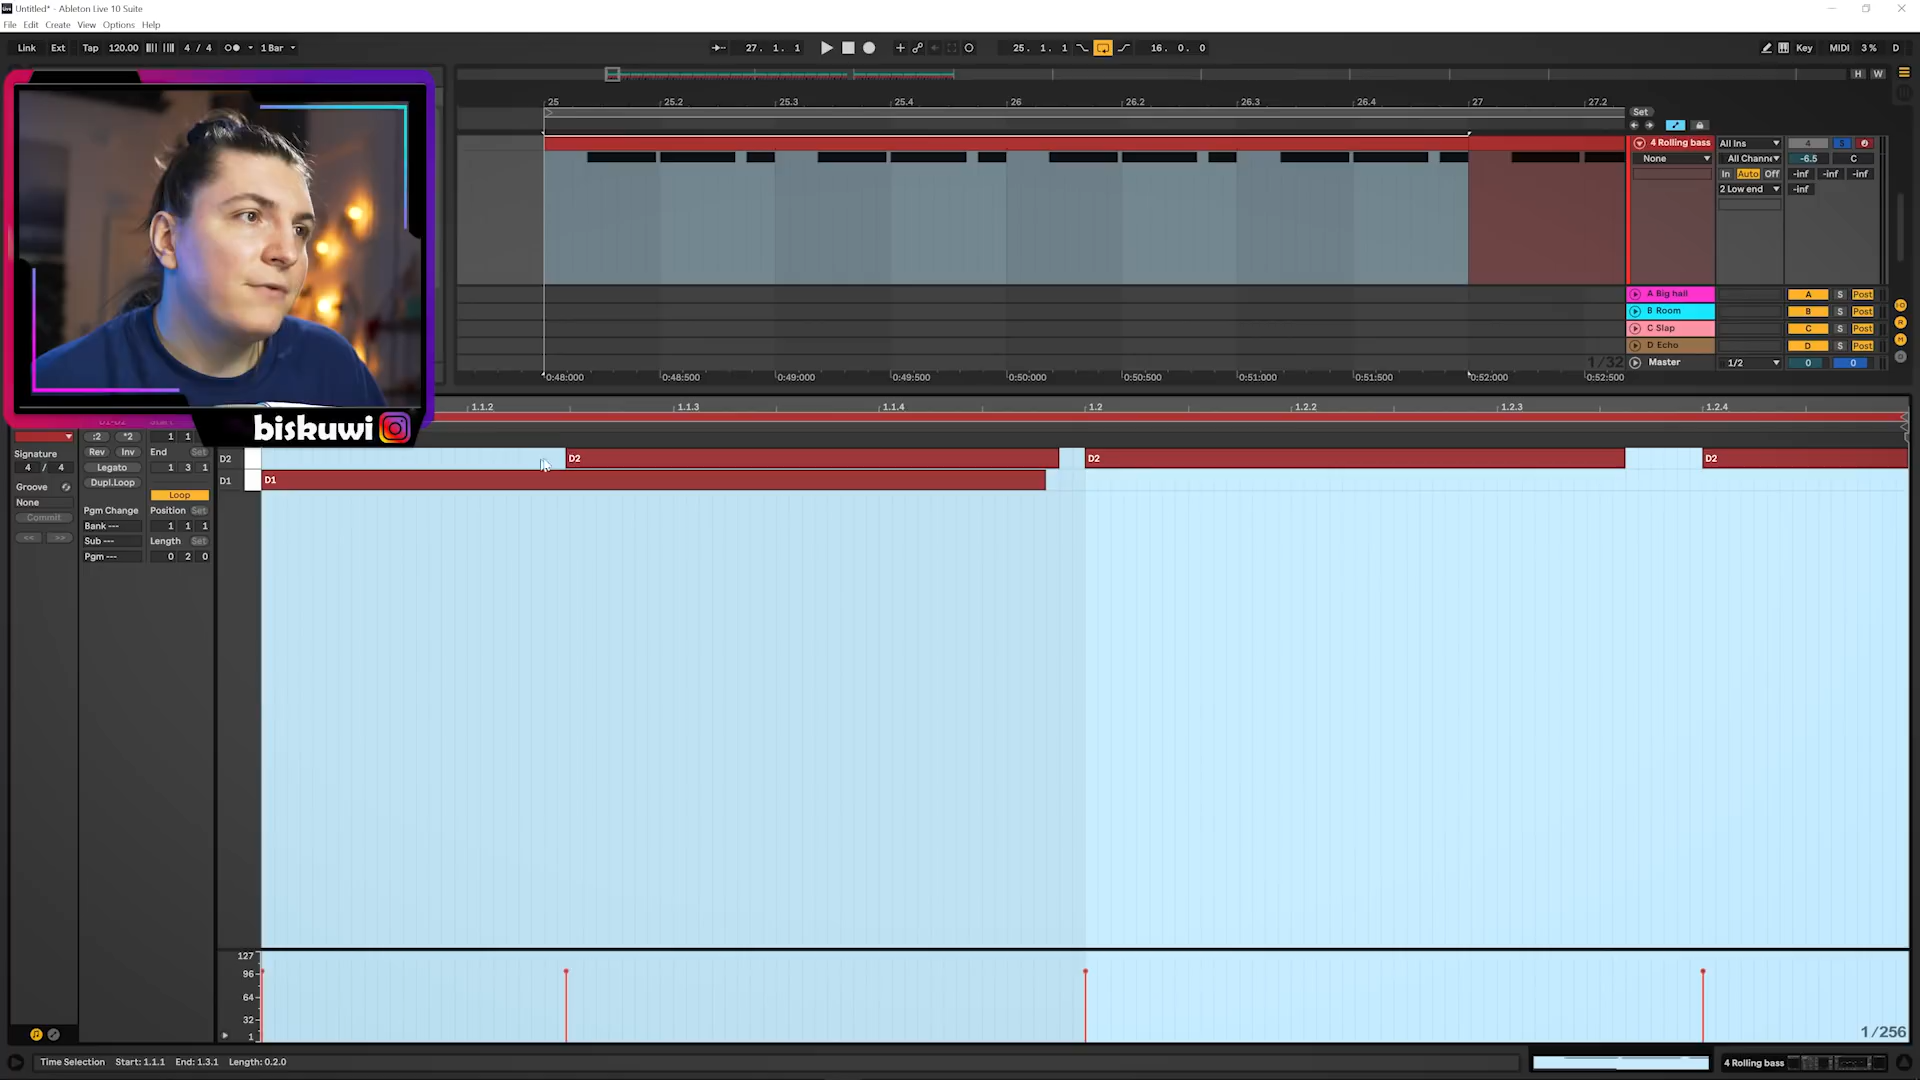 Untitled* - Ableton Live 10 Suite
File Edit Create View Options Help
Link Ext Tap 120.00 4 / 4 1 Bar 27. 1. 1 25. 1. 1 16. 0. 0 Key MIDI 3 % D
H W
25 25.2 25.3 25.4 26 26.2 26.3 26.4 27 27.2
Set
4 Rolling bass All Ins 4 S
None All Channe -6.5 C
In Auto Off -inf -inf -inf
2 Low end -inf
A Big hall A S Post
B Room B S Post
C Slap C S Post
D Echo D S Post
1/32 Master 1/2 0 0
0:48:000 0:48:500 0:49:000 0:49:500 0:50:000 0:50:500 0:51:000 0:51:500 0:52:000 0:52:500
1.1.2 1.1.3 1.1.4 1.2 1.2.2 1.2.3 1.2.4
biskuwi
:2 *2 1 1
Signature Rev Inv End Set
4 / 4 Legato 1 3 1
Groove Dupl.Loop
None Loop
Commit Pgm Change Position Set
Bank --- 1 1 1
<< >> Sub --- Length Set
Pgm --- 0 2 0
D2 D2 D2 D2
D1 D1
127
96
64
32
1
1/256
Time Selection Start: 1.1.1 End: 1.3.1 Length: 0.2.0
4 Rolling bass